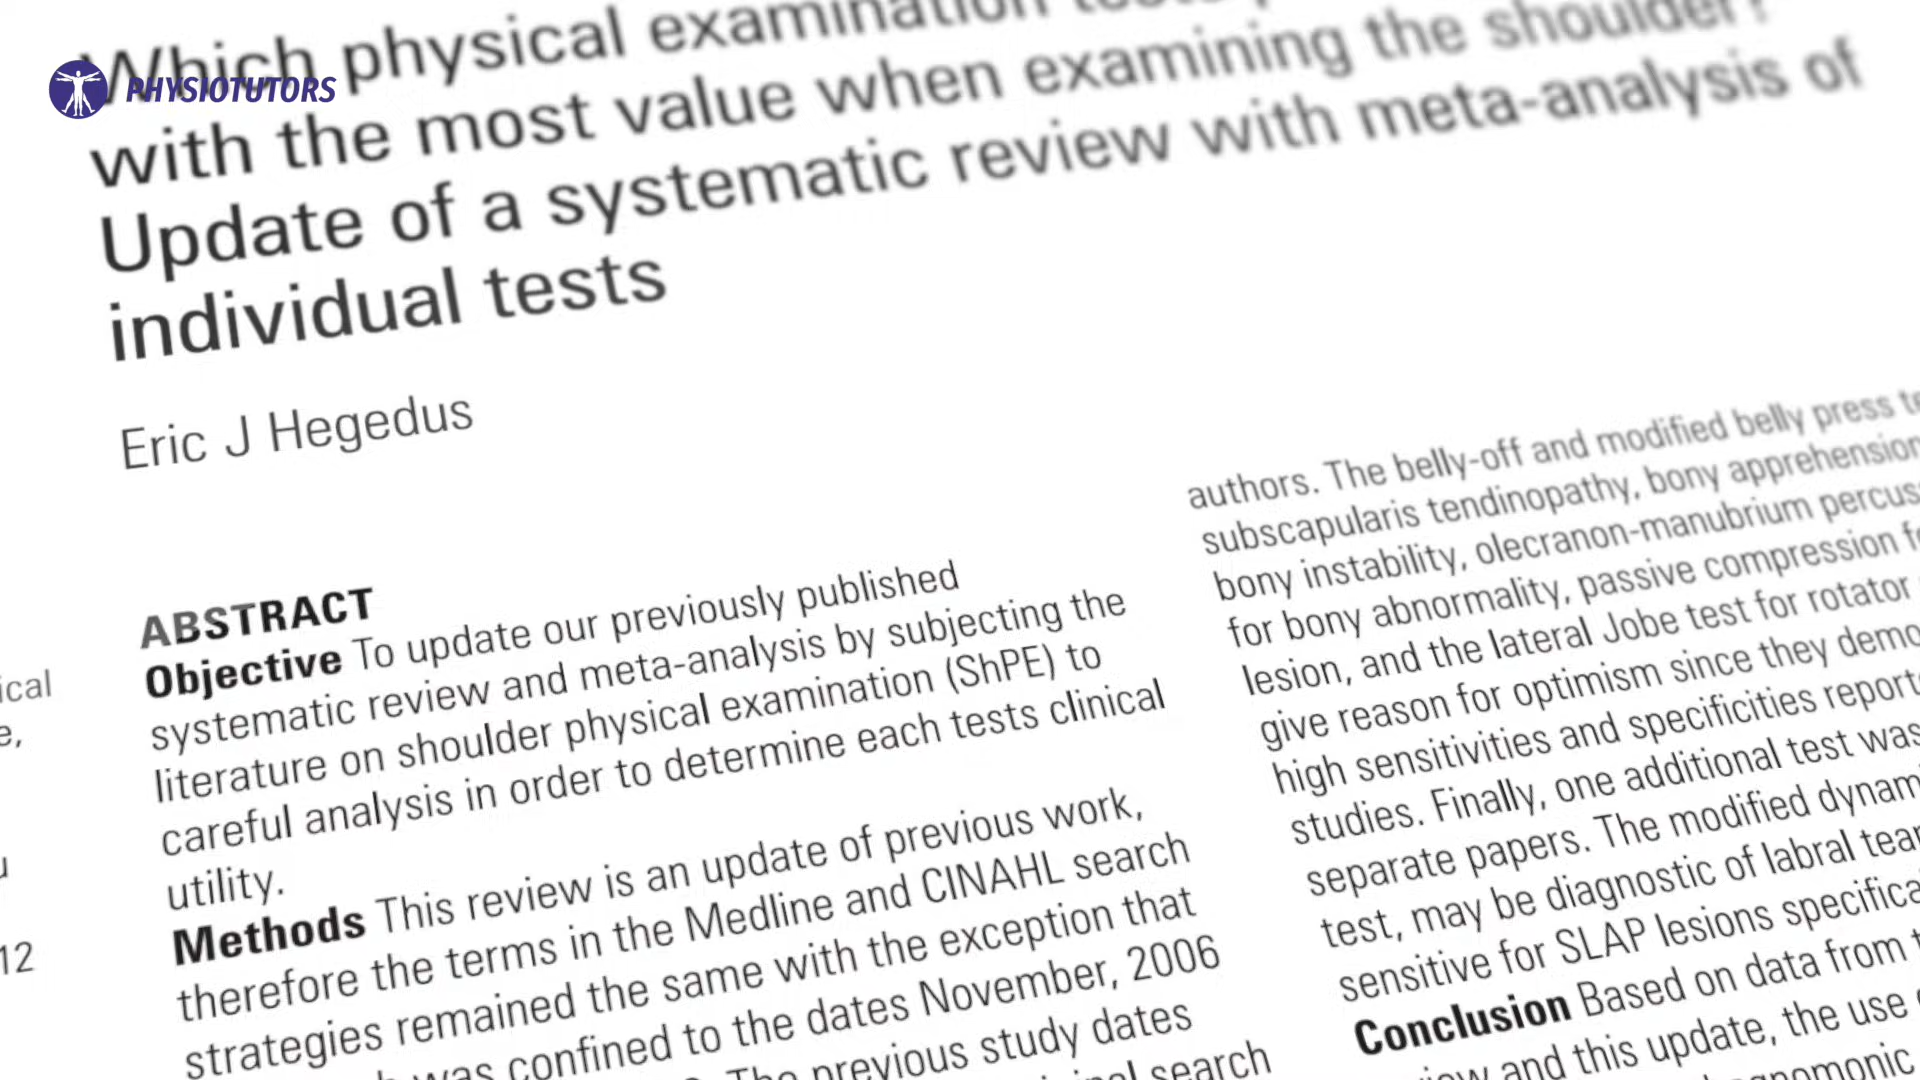 Which physical examination tests
with the most value when examining the shoulder?
Update of a systematic review with meta-analysis of
individual tests
PHYSIOTUTORS
Eric J Hegedus
ABSTRACT
Objective To update our previously published
systematic review and meta-analysis by subjecting the
literature on shoulder physical examination (ShPE) to
careful analysis in order to determine each tests clinical
utility.
Methods This review is an update of previous work,
therefore the terms in the Medline and CINAHL search
strategies remained the same with the exception that
was confined to the dates November, 2006
The previous study dates
search
authors. The belly-off and modified belly press
subscapularis tendinopathy, bony apprehension
bony instability, olecranon-manubrium
for bony abnormality, passive compression
lesion, and the lateral Jobe test for rotator
give reason for optimism since they
high sensitivities and specificities
studies. Finally, one additional test was
separate papers. The modified
test, may be diagnostic of labral
sensitive for SLAP lesions
Conclusion Based on data from
and this update, the use
ical
e,
12